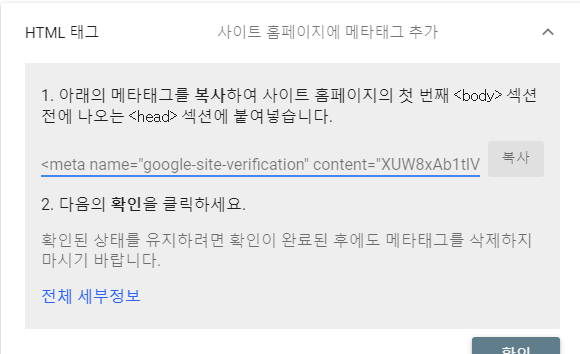 HTML 태그
사이트 홈페이지에 메타태그 추가
1. 아래의 메타태그를 복사하여 사이트 홈페이지의 첫 번째 <body> 섹션
전에 나오는 <head> 섹션에 붙여넣습니다.
<meta name="google-site-verification" content="XUW8xAb1tIV
복사
2. 다음의 확인을 클릭하세요.
확인된 상태를 유지하려면 확인이 완료된 후에도 메타태그를 삭제하지
마시기 바랍니다.
전체 세부정보
확인